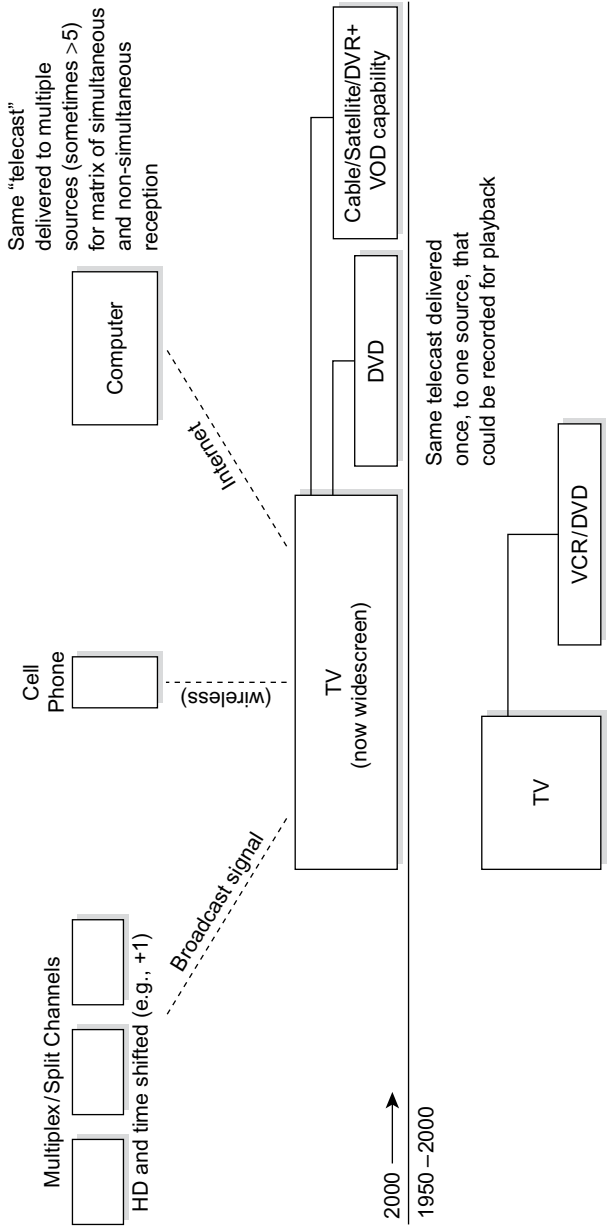 Multiplex/Split Channels
HD and time shifted (e.g., +1)
Broadcast signal
Cell
Phone
(wireless)
Computer
Internet
Same “telecast”
delivered to multiple
sources (sometimes >5)
for matrix of simultaneous
and non-simultaneous
reception
TV
(now widescreen)
DVD
Cable/Satellite/DVR+
VOD capability
2000
1950–2000
Same telecast delivered
once, to one source, that
could be recorded for playback
TV
VCR/DVD